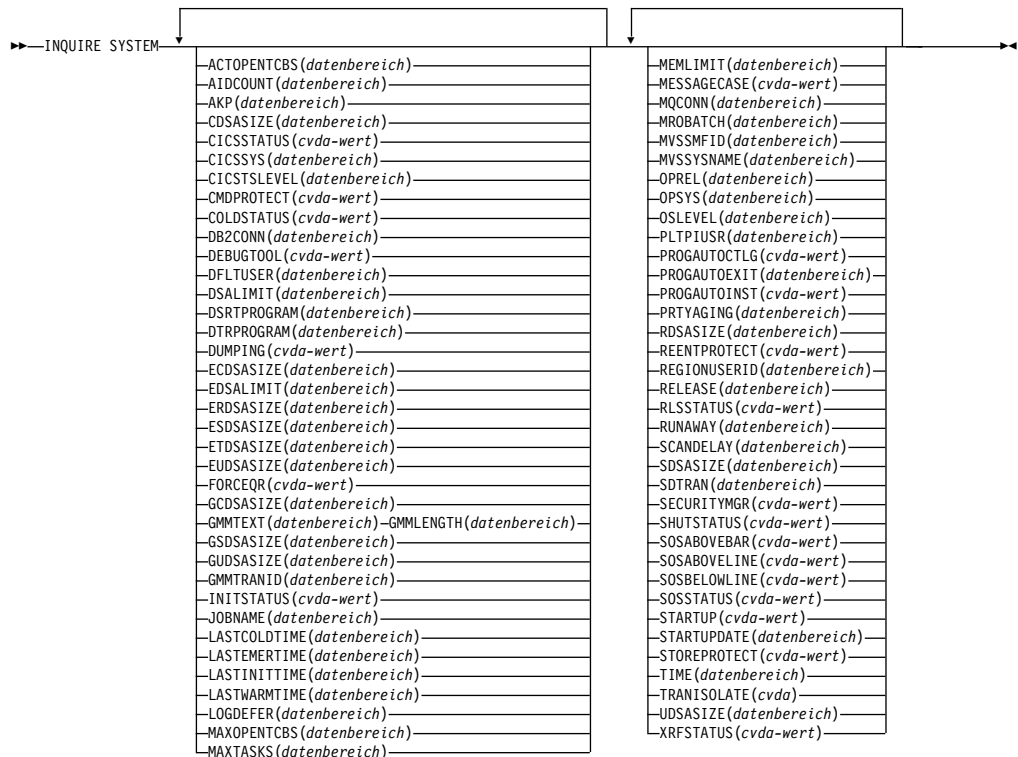 INQUIRE SYSTEM
ACTOPENTCBS(datenbereich)
AIDCOUNT(datenbereich)
AKP(datenbereich)
CDSASIZE(datenbereich)
CICSSTATUS(cvda-wert)
CICSSYS(datenbereich)
CICSTSLEVEL(datenbereich)
CMDPROTECT(cvda-wert)
COLDSTATUS(cvda-wert)
DB2CONN(datenbereich)
DEBUGTOOL(cvda-wert)
DFLTUSER(datenbereich)
DSALIMIT(datenbereich)
DSRTPROGRAM(datenbereich)
DTRPROGRAM(datenbereich)
DUMPING(cvda-wert)
ECDSASIZE(datenbereich)
EDSALIMIT(datenbereich)
ERDSASIZE(datenbereich)
ESDSASIZE(datenbereich)
ETDSASIZE(datenbereich)
EUDSASIZE(datenbereich)
FORCEQR(cvda-wert)
GCDSASIZE(datenbereich)
GMMTEXT(datenbereich)—GMMLENGTH(datenbereich)
GSDSASIZE(datenbereich)
GUDSASIZE(datenbereich)
GMMTRANID(datenbereich)
INITSTATUS(cvda-wert)
JOBNAME(datenbereich)
LASTCOLDTIME(datenbereich)
LASTEMERTIME(datenbereich)
LASTINITTIME(datenbereich)
LASTWARMTIME(datenbereich)
LOGDEFER(datenbereich)
MAXOPENTCBS(datenbereich)
MAXTASKS(datenbereich)
MEMLIMIT(datenbereich)
MESSAGECASE(cvda-wert)
MQCONN(datenbereich)
MROBATCH(datenbereich)
MVSSMFID(datenbereich)
MVSSYSNAME(datenbereich)
OPREL(datenbereich)
OPSYS(datenbereich)
OSLEVEL(datenbereich)
PLTPIUSR(datenbereich)
PROGAUTOCTLG(cvda-wert)
PROGAUTOEXIT(datenbereich)
PROGAUTOINST(cvda-wert)
PRTYAGING(datenbereich)
RDSASIZE(datenbereich)
REENTPROTECT(cvda-wert)
REGIONUSERID(datenbereich)
RELEASE(datenbereich)
RLSSTATUS(cvda-wert)
RUNAWAY(datenbereich)
SCANDELAY(datenbereich)
SDSASIZE(datenbereich)
SDTRAN(datenbereich)
SECURITYMGR(cvda-wert)
SHUTSTATUS(cvda-wert)
SOSABOVEBAR(cvda-wert)
SOSABOVELINE(cvda-wert)
SOSBELOWLINE(cvda-wert)
SOSSTATUS(cvda-wert)
STARTUP(cvda-wert)
STARTUPDATE(datenbereich)
STOREPROTECT(cvda-wert)
TIME(datenbereich)
TRANISOLATE(cvda)
UDSASIZE(datenbereich)
XRFSTATUS(cvda-wert)